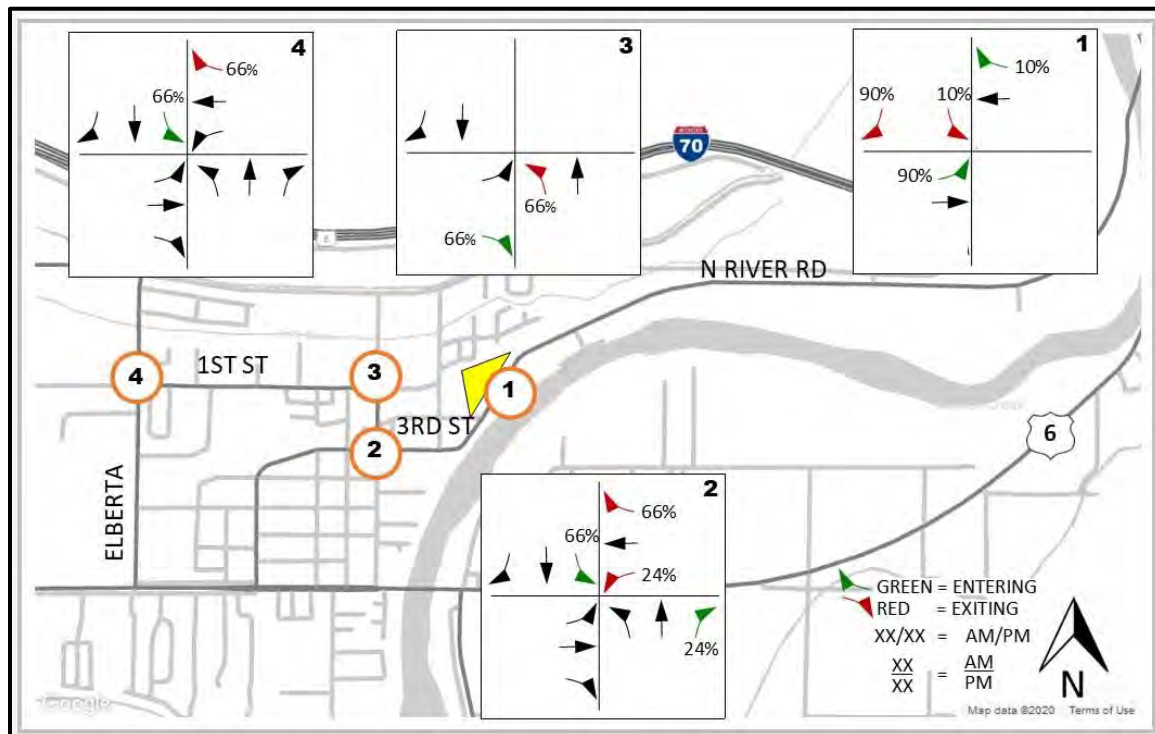 4
66%
66%
3
66%
66%
1
90%
10%
10%
90%
70
6
N RIVER RD
1ST ST
4
3
1
3RD ST
2
6
ELBERTA
2
66%
66%
24%
24%
GREEN = ENTERING
RED = EXITING
XX/XX = AM/PM
XX = AM
XX PM
N
Google
Map data ©2020 Terms of Use